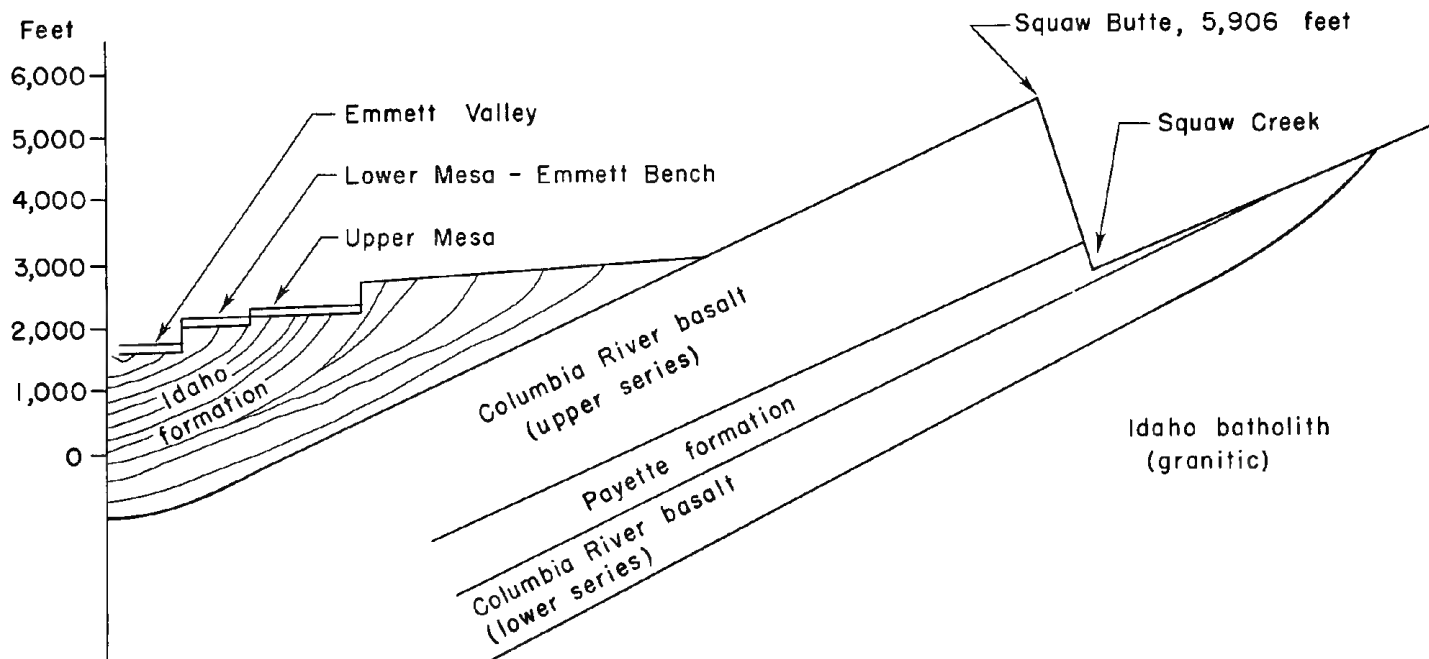 Feet
6,000
5,000
4,000
3,000
2,000
1,000
0
Emmett Valley
Lower Mesa - Emmett Bench
Upper Mesa
Squaw Butte, 5,906 feet
Squaw Creek
Idaho
formation
Columbia River basalt
(upper series)
Payette formation
Columbia River basalt
(lower series)
Idaho batholith
(granitic)